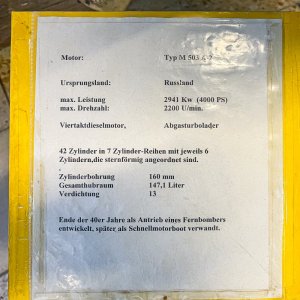 Motor: Typ M 503 A-2
Ursprungsland: Russland
max. Leistung 2941 Kw (4000 PS)
max. Drehzahl: 2200 U/min.
Viertaktdieselmotor, Abgasturbolader
42 Zylinder in 7 Zylinder-Reihen mit jeweils 6
Zylindern,die sternförmig angeordnet sind.
Zylinderbohrung 160 mm
Gesamthubraum 147,1 Liter
Verdichtung 13
Ende der 40er Jahre als Antrieb eines Fernbombers
entwickelt, später als Schnellmotorboot verwandt.